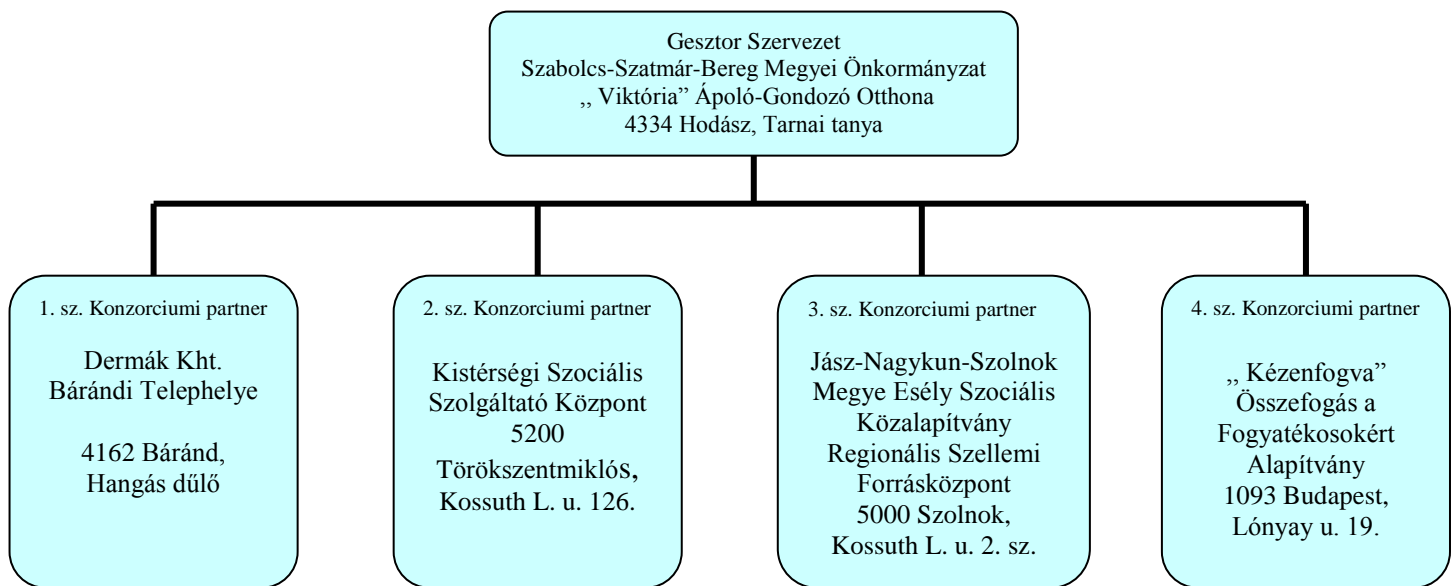 Gesztor Szervezet
Szabolcs-Szatmár-Bereg Megyei Önkormányzat
,, Viktória” Ápoló-Gondozó Otthona
4334 Hodász, Tarnai tanya
1. sz. Konzorciumi partner
Dermák Kht.
Bárándi Telephelye
4162 Báránd,
Hangás dűlő
2. sz. Konzorciumi partner
Kistérségi Szociális
Szolgáltató Központ
5200
Törökszentmiklós,
Kossuth L. u. 126.
3. sz. Konzorciumi partner
Jász-Nagykun-Szolnok
Megye Esély Szociális
Közalapítvány
Regionális Szellemi
Forrásközpont
5000 Szolnok,
Kossuth L. u. 2. sz.
4. sz. Konzorciumi partner
,, Kézenfogva”
Összefogás a
Fogyatékosokért
Alapítvány
1093 Budapest,
Lónyay u. 19.